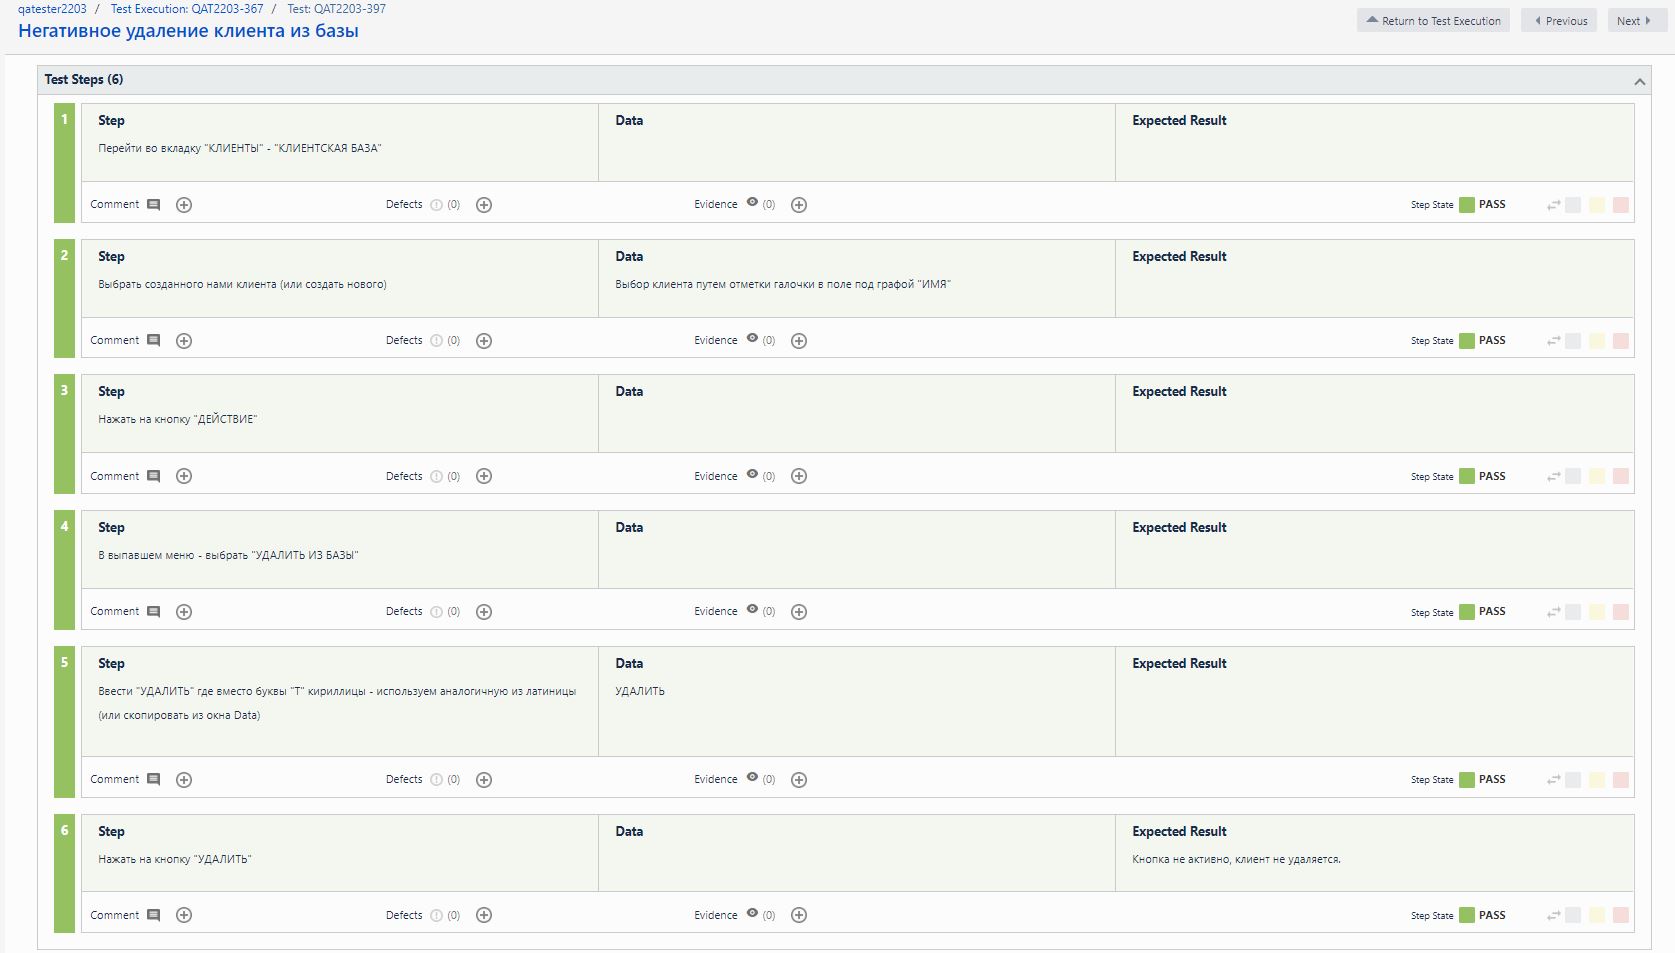 qatester2203 / Test Execution: QAT2203-367 / Test: QAT2203-397
Негативное удаление клиента из базы
Return to Test Execution
Previous
Next
Test Steps (6)
1
Step
Data
Expected Result
Перейти во вкладку "КЛИЕНТЫ" - "КЛИЕНТСКАЯ БАЗА"
Comment
Defects (0)
Evidence (0)
Step State PASS
2
Step
Data
Expected Result
Выбрать созданного нами клиента (или создать нового)
Выбор клиента путем отметки галочки в поле под графой "ИМЯ"
Comment
Defects (0)
Evidence (0)
Step State PASS
3
Step
Data
Expected Result
Нажать на кнопку "ДЕЙСТВИЕ"
Comment
Defects (0)
Evidence (0)
Step State PASS
4
Step
Data
Expected Result
В выпавшем меню - выбрать "УДАЛИТЬ ИЗ БАЗЫ"
Comment
Defects (0)
Evidence (0)
Step State PASS
5
Step
Data
Expected Result
Ввести "УДАЛИТЬ" где вместо буквы "Т" кириллицы - используем аналогичную из латиницы
(или скопировать из окна Data)
УДАЛИТЬ
Comment
Defects (0)
Evidence (0)
Step State PASS
6
Step
Data
Expected Result
Нажать на кнопку "УДАЛИТЬ"
Кнопка не активно, клиент не удаляется.
Comment
Defects (0)
Evidence (0)
Step State PASS